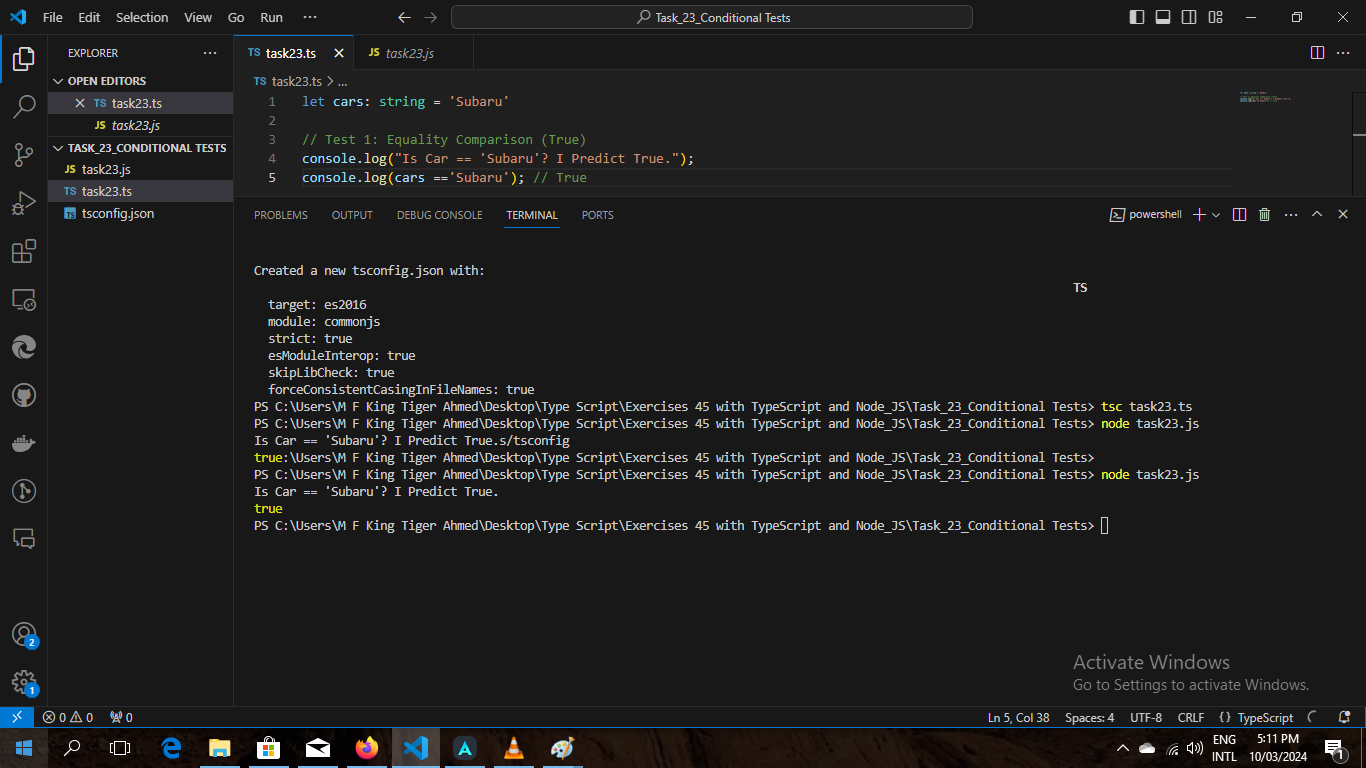 File Edit Selection View Go Run ··· Task_23_Conditional Tests
EXPLORER ···
OPEN EDITORS
TS task23.ts
JS task23.js
TASK_23_CONDITIONAL TESTS
JS task23.js
TS task23.ts
TS tsconfig.json
TS task23.ts JS task23.js
TS task23.ts > ...
1 let cars: string = 'Subaru'
2
3 // Test 1: Equality Comparison (True)
4 console.log("Is Car == 'Subaru'? I Predict True.");
5 console.log(cars =='Subaru'); // True
PROBLEMS OUTPUT DEBUG CONSOLE TERMINAL PORTS powershell
Created a new tsconfig.json with:
TS
target: es2016
module: commonjs
strict: true
esModuleInterop: true
skipLibCheck: true
forceConsistentCasingInFileNames: true
PS C:\Users\M F King Tiger Ahmed\Desktop\Type Script\Exercises 45 with TypeScript and Node_JS\Task_23_Conditional Tests> tsc task23.ts
PS C:\Users\M F King Tiger Ahmed\Desktop\Type Script\Exercises 45 with TypeScript and Node_JS\Task_23_Conditional Tests> node task23.js
Is Car == 'Subaru'? I Predict True.s/tsconfig
true:\Users\M F King Tiger Ahmed\Desktop\Type Script\Exercises 45 with TypeScript and Node_JS\Task_23_Conditional Tests>
PS C:\Users\M F King Tiger Ahmed\Desktop\Type Script\Exercises 45 with TypeScript and Node_JS\Task_23_Conditional Tests> node task23.js
Is Car == 'Subaru'? I Predict True.
true
PS C:\Users\M F King Tiger Ahmed\Desktop\Type Script\Exercises 45 with TypeScript and Node_JS\Task_23_Conditional Tests>
2
1
Activate Windows
Go to Settings to activate Windows.
0 0 0 Ln 5, Col 38 Spaces: 4 UTF-8 CRLF {} TypeScript
ENG 5:11 PM
INTL 10/03/2024 1